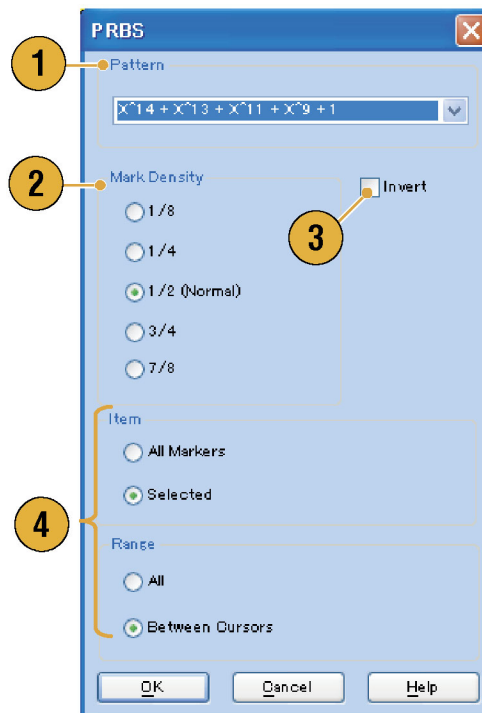 PRBS
1
Pattern
X^14 + X^13 + X^11 + X^9 + 1
2
Mark Density
1/8
1/4
1/2 (Normal)
3/4
7/8
Invert
3
4
Item
All Markers
Selected
Range
All
Between Cursors
OK
Cancel
Help